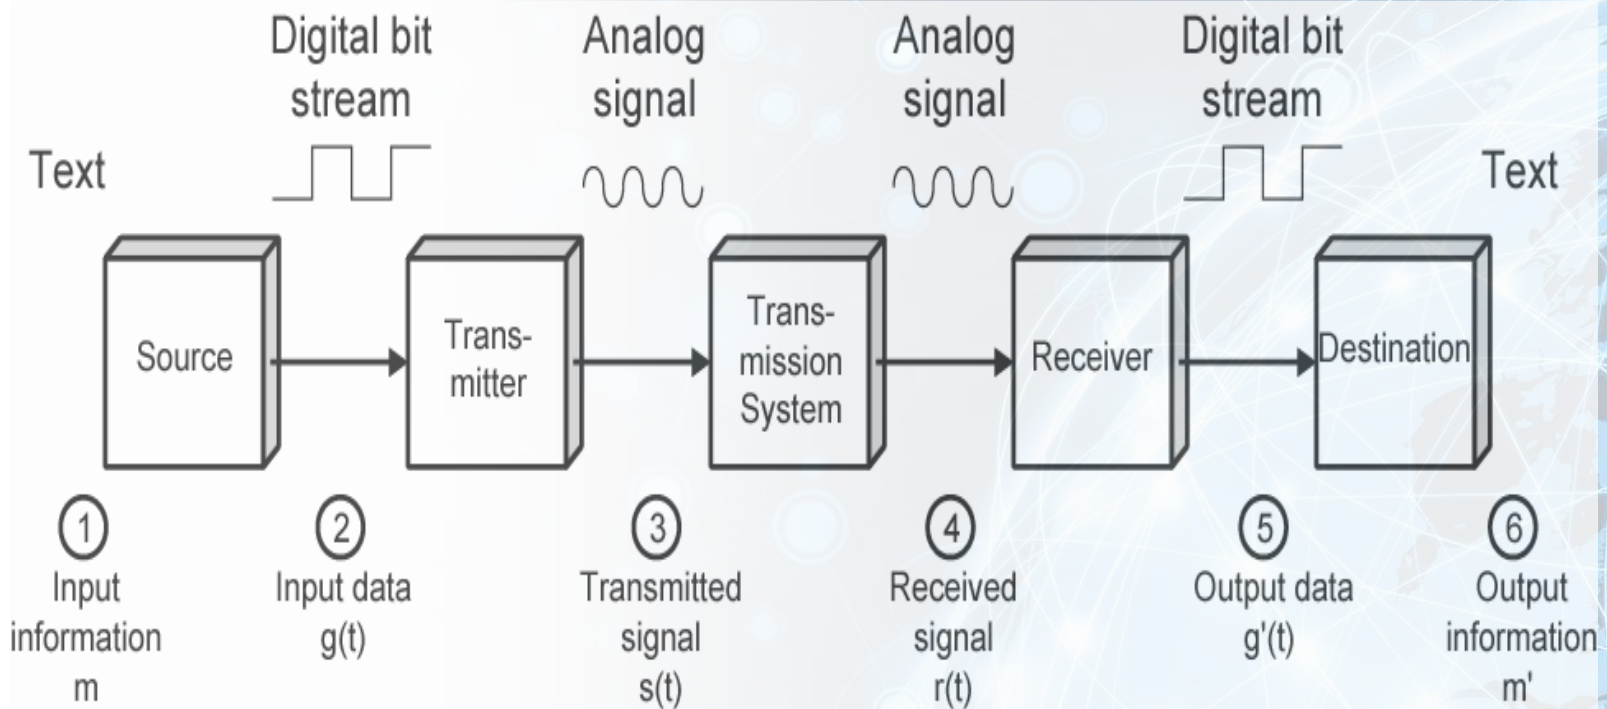 Digital bit
stream
Analog
signal
Analog
signal
Digital bit
stream
Text
Text
Source
Trans-
mitter
Trans-
mission
System
Receiver
Destination
1
Input
information
m
2
Input data
g(t)
3
Transmitted
signal
s(t)
4
Received
signal
r(t)
5
Output data
g'(t)
6
Output
information
m'